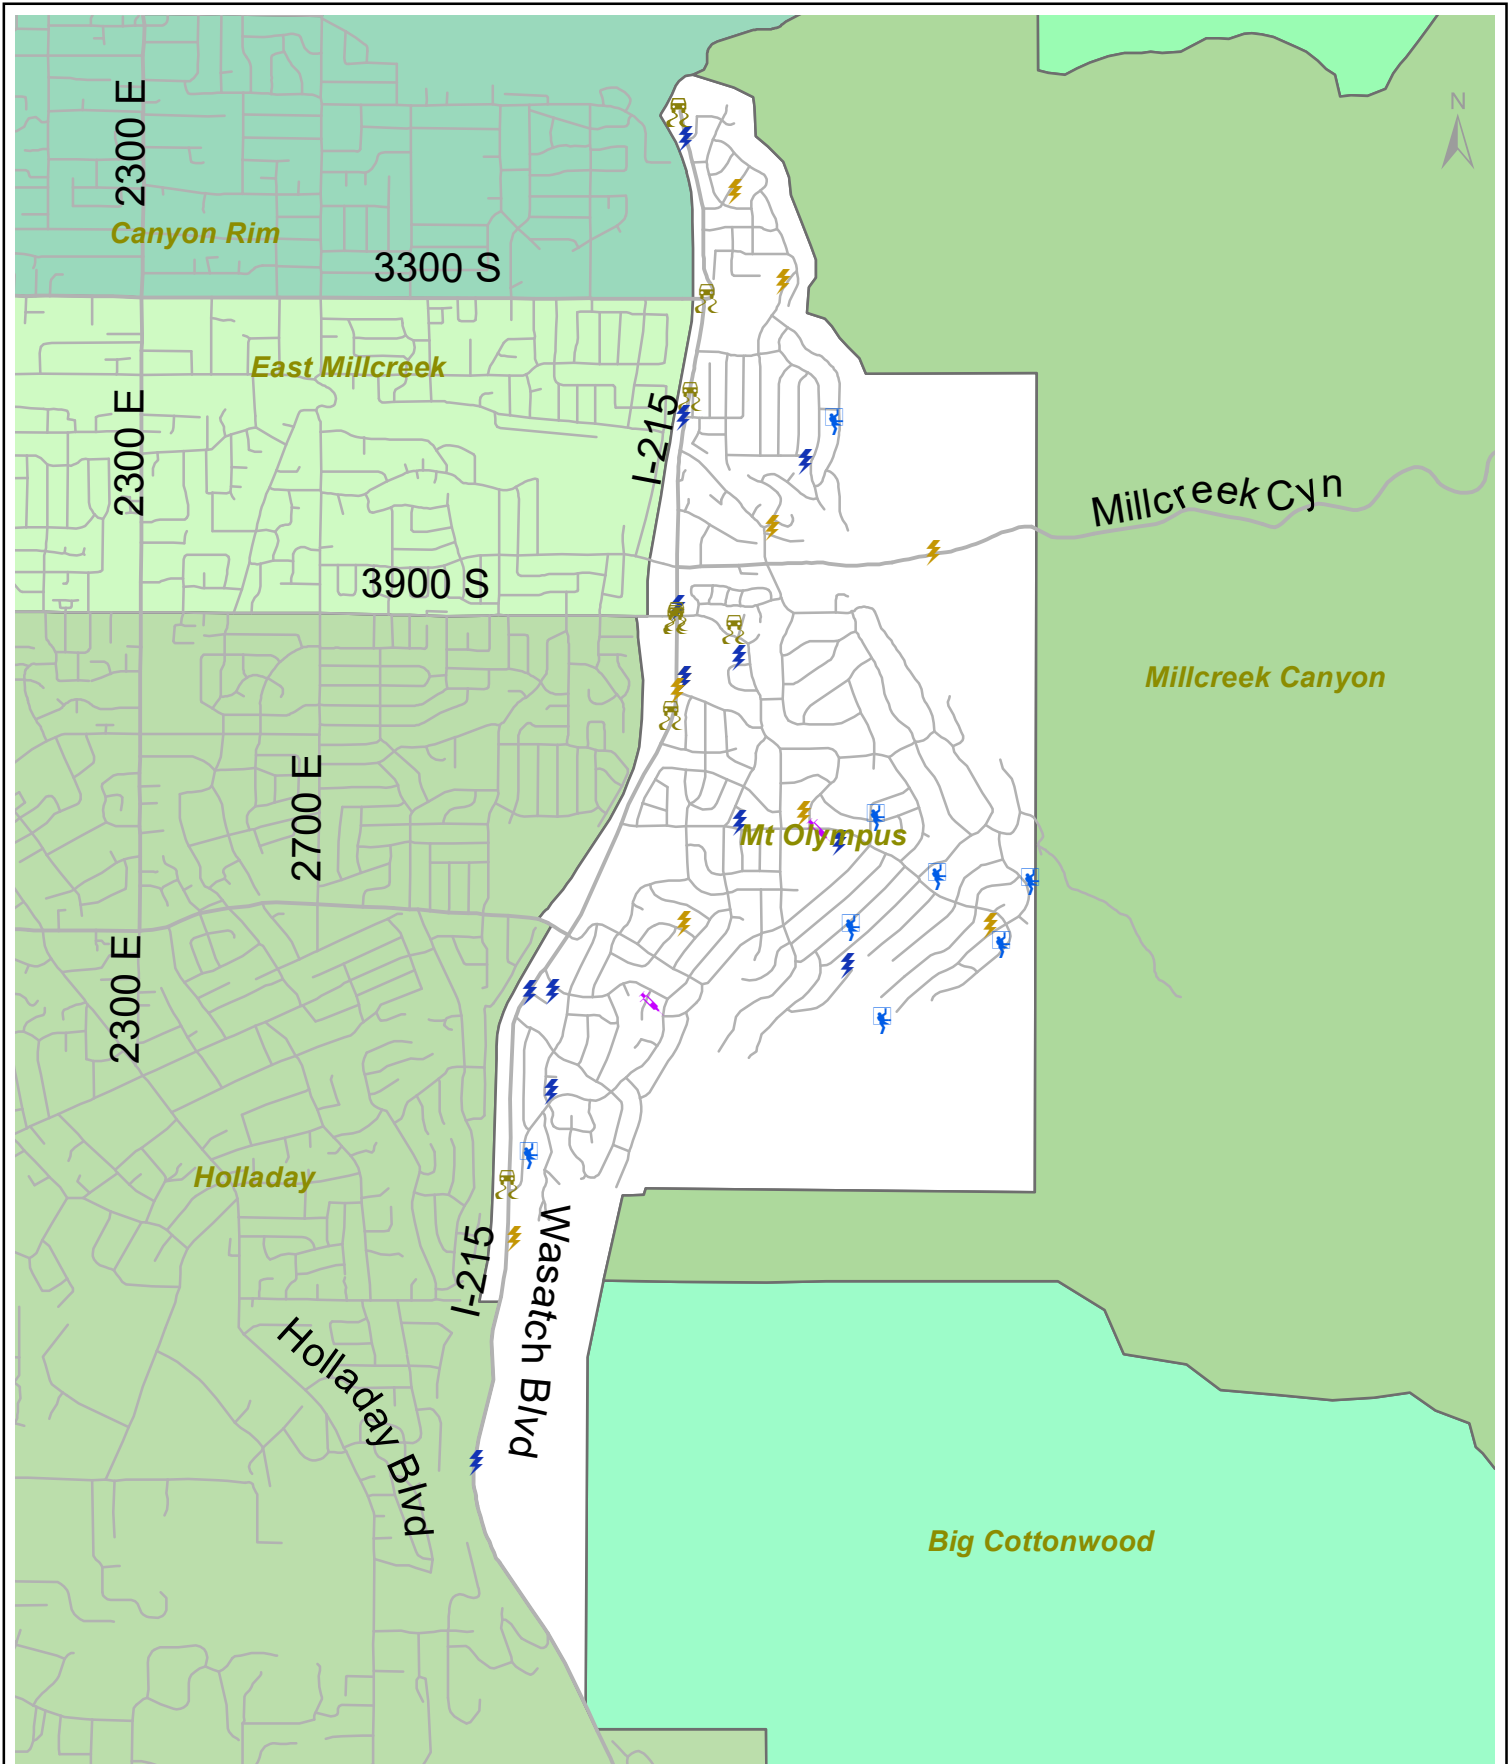 N
2300 E
Canyon Rim
3300 S
East Millcreek
2300 E
I-215
Millcreek Cyn
3900 S
Millcreek Canyon
2700 E
Mt Olympus
2300 E
Holladay
I-215
Wasatch Blvd
Holladay Blvd
Big Cottonwood